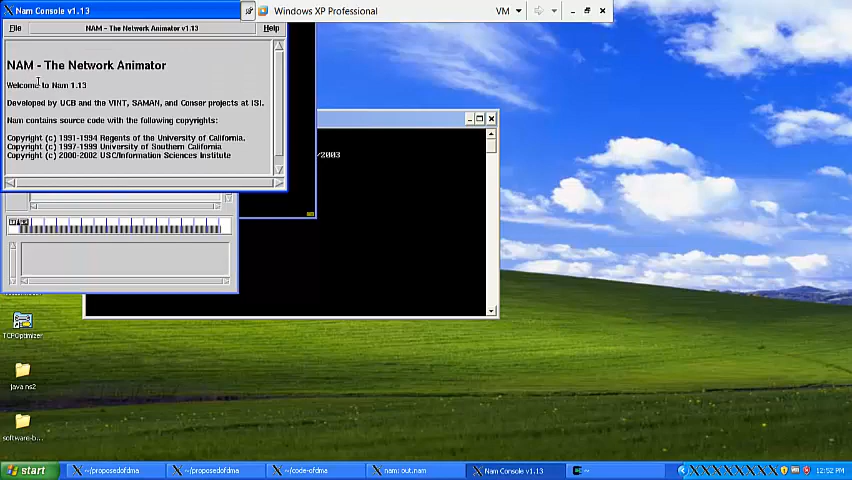 Nam Console v1.13
Windows XP Professional
VM
File
NAM - The Network Animator v1.13
Help
NAM - The Network Animator
Welcome to Nam 1.13
Developed by UCB and the VINT, SAMAN, and Conser projects at ISI.
Nam contains source code with the following copyrights:
Copyright (c) 1991-1994 Regents of the University of California.
Copyright (c) 1997-1999 University of Southern California
Copyright (c) 2000-2002 USC/Information Sciences Institute
/2003
TCPOptimizer
java ns2
software-b...
start
~/proposedofdma
~/proposedofdma
~/code-ofdma
nam: out.nam
Nam Console v1.13
~
12:52 PM